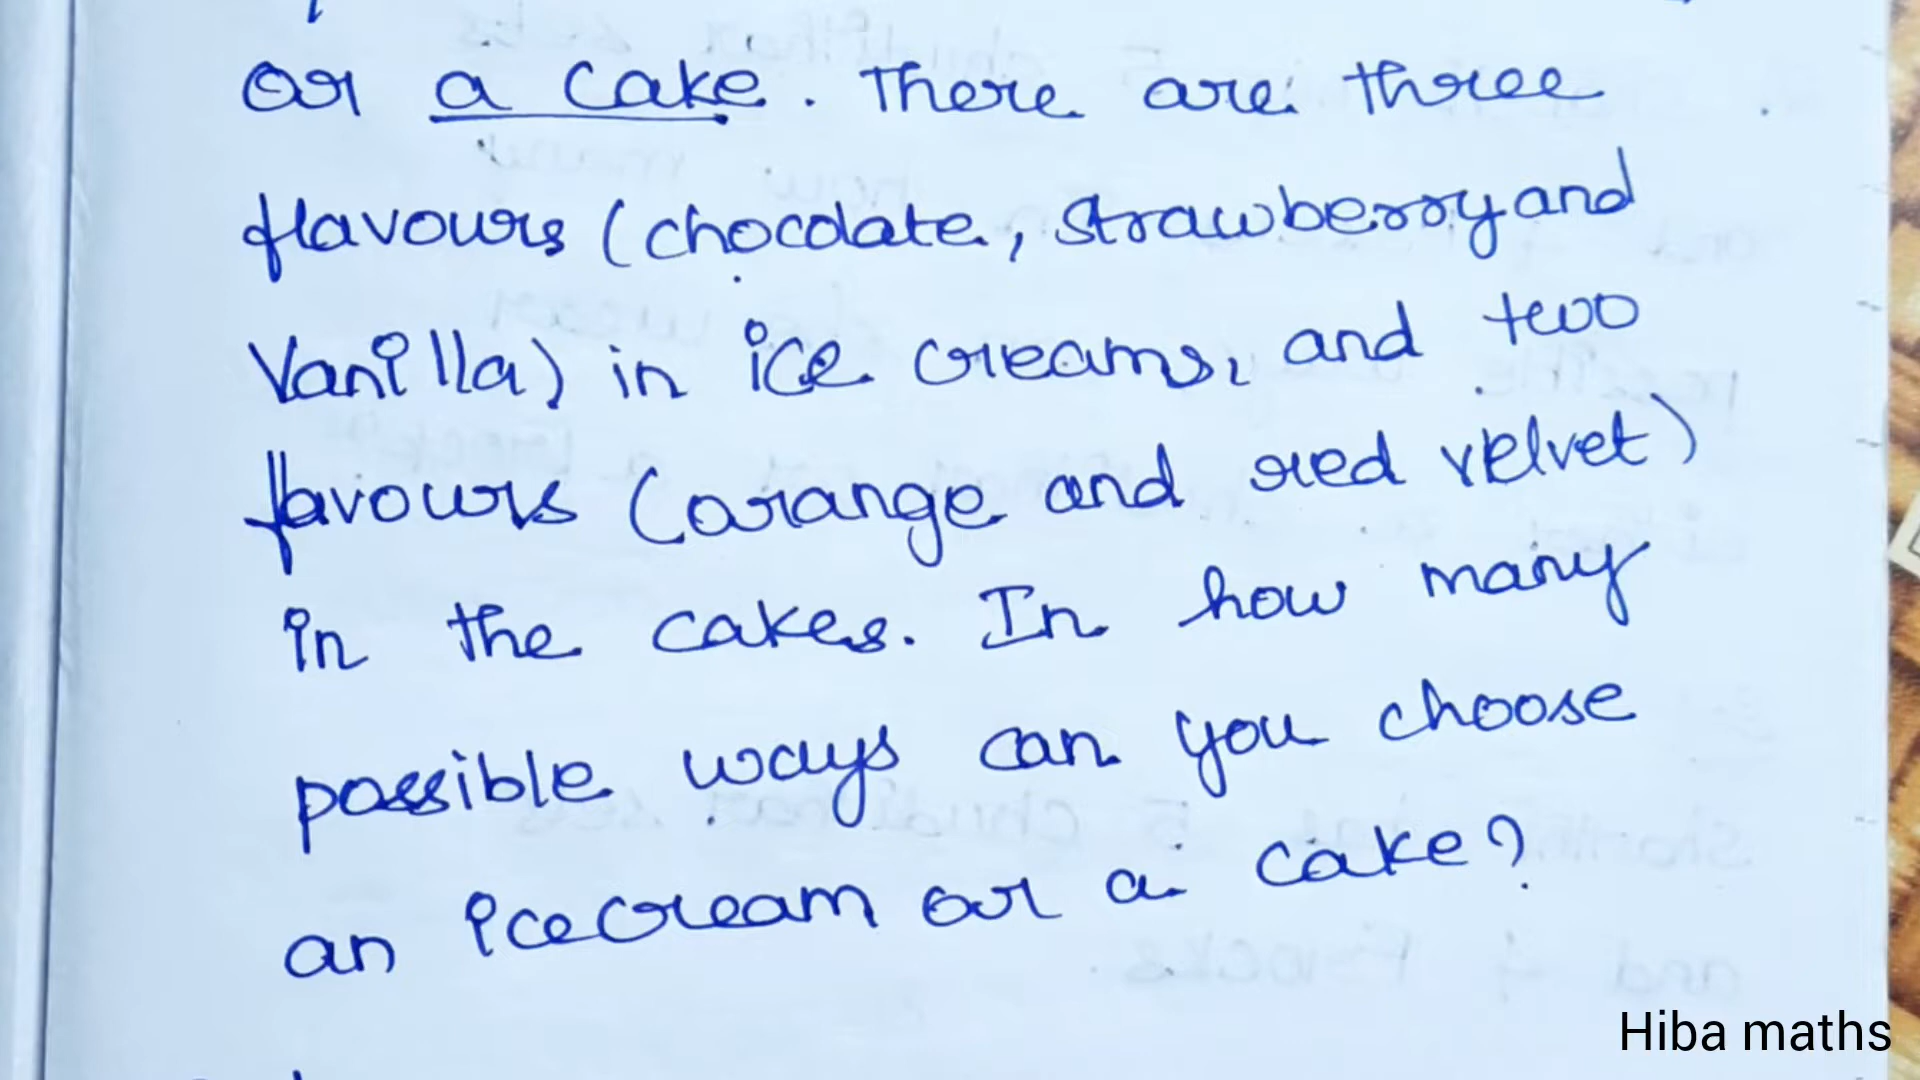 or a cake. There are three
flavours (chocolate, strawberry and
Vanilla) in ice creams, and two
flavours (orange and red velvet)
in the cakes. In how many
possible ways can you choose
an icecream or a cake?
Hiba maths